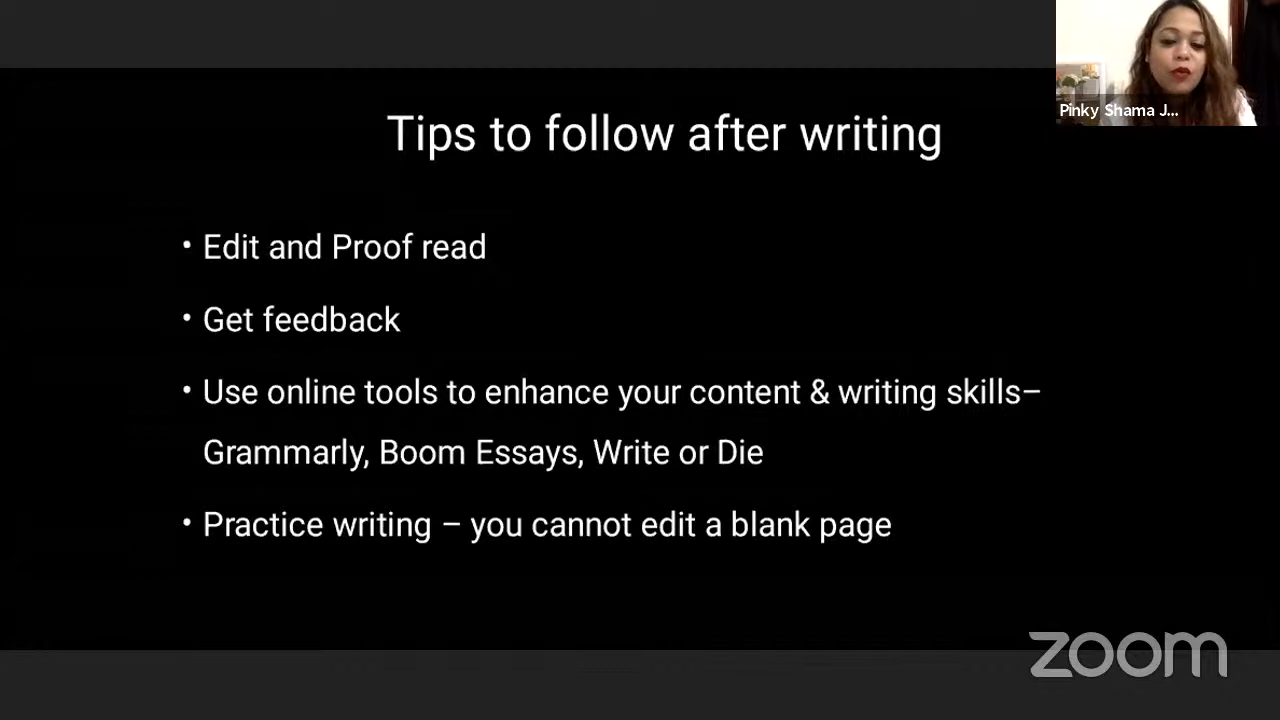 Pinky Shama J...
Tips to follow after writing
• Edit and Proof read
• Get feedback
• Use online tools to enhance your content & writing skills–
Grammarly, Boom Essays, Write or Die
• Practice writing – you cannot edit a blank page
zoom